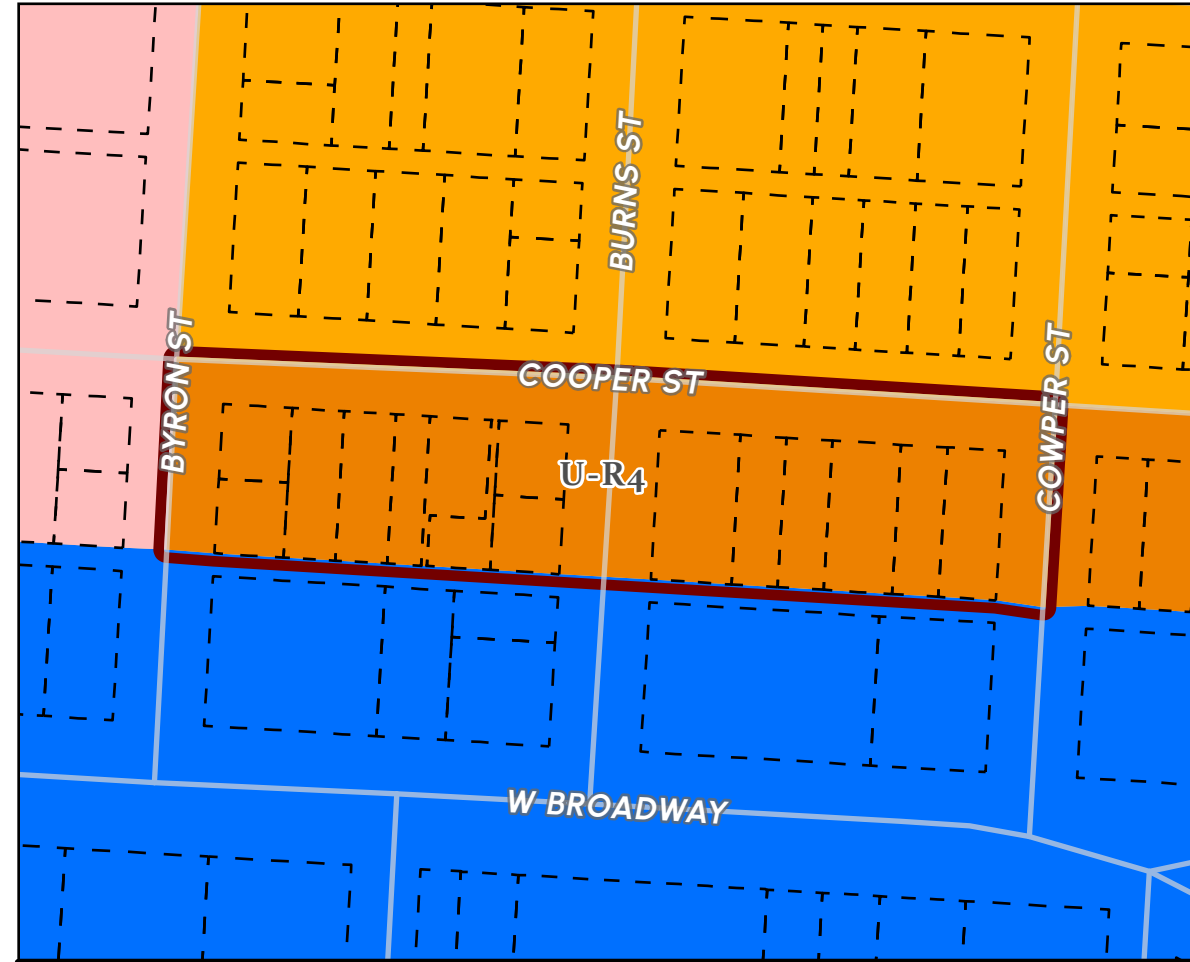 BURNS ST
BYRON ST
COOPER ST
COWPER ST
U-R4
W BROADWAY